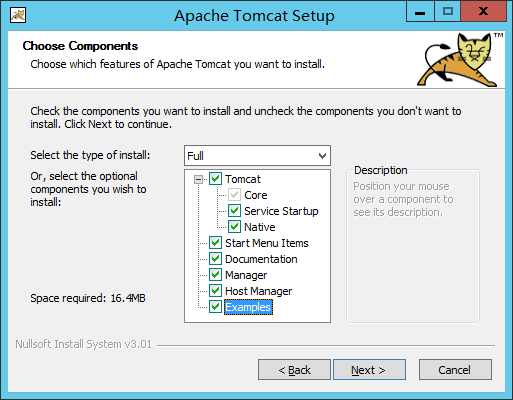 Apache Tomcat Setup
Choose Components
Choose which features of Apache Tomcat you want to install.
TM
Check the components you want to install and uncheck the components you don't want to
install. Click Next to continue.
Select the type of install:
Full
Or, select the optional
components you wish to
install:
Tomcat
Core
Service Startup
Native
Start Menu Items
Documentation
Manager
Host Manager
Examples
Description
Position your mouse
over a component to
see its description.
Space required: 16.4MB
Nullsoft Install System v3.01
< Back
Next >
Cancel